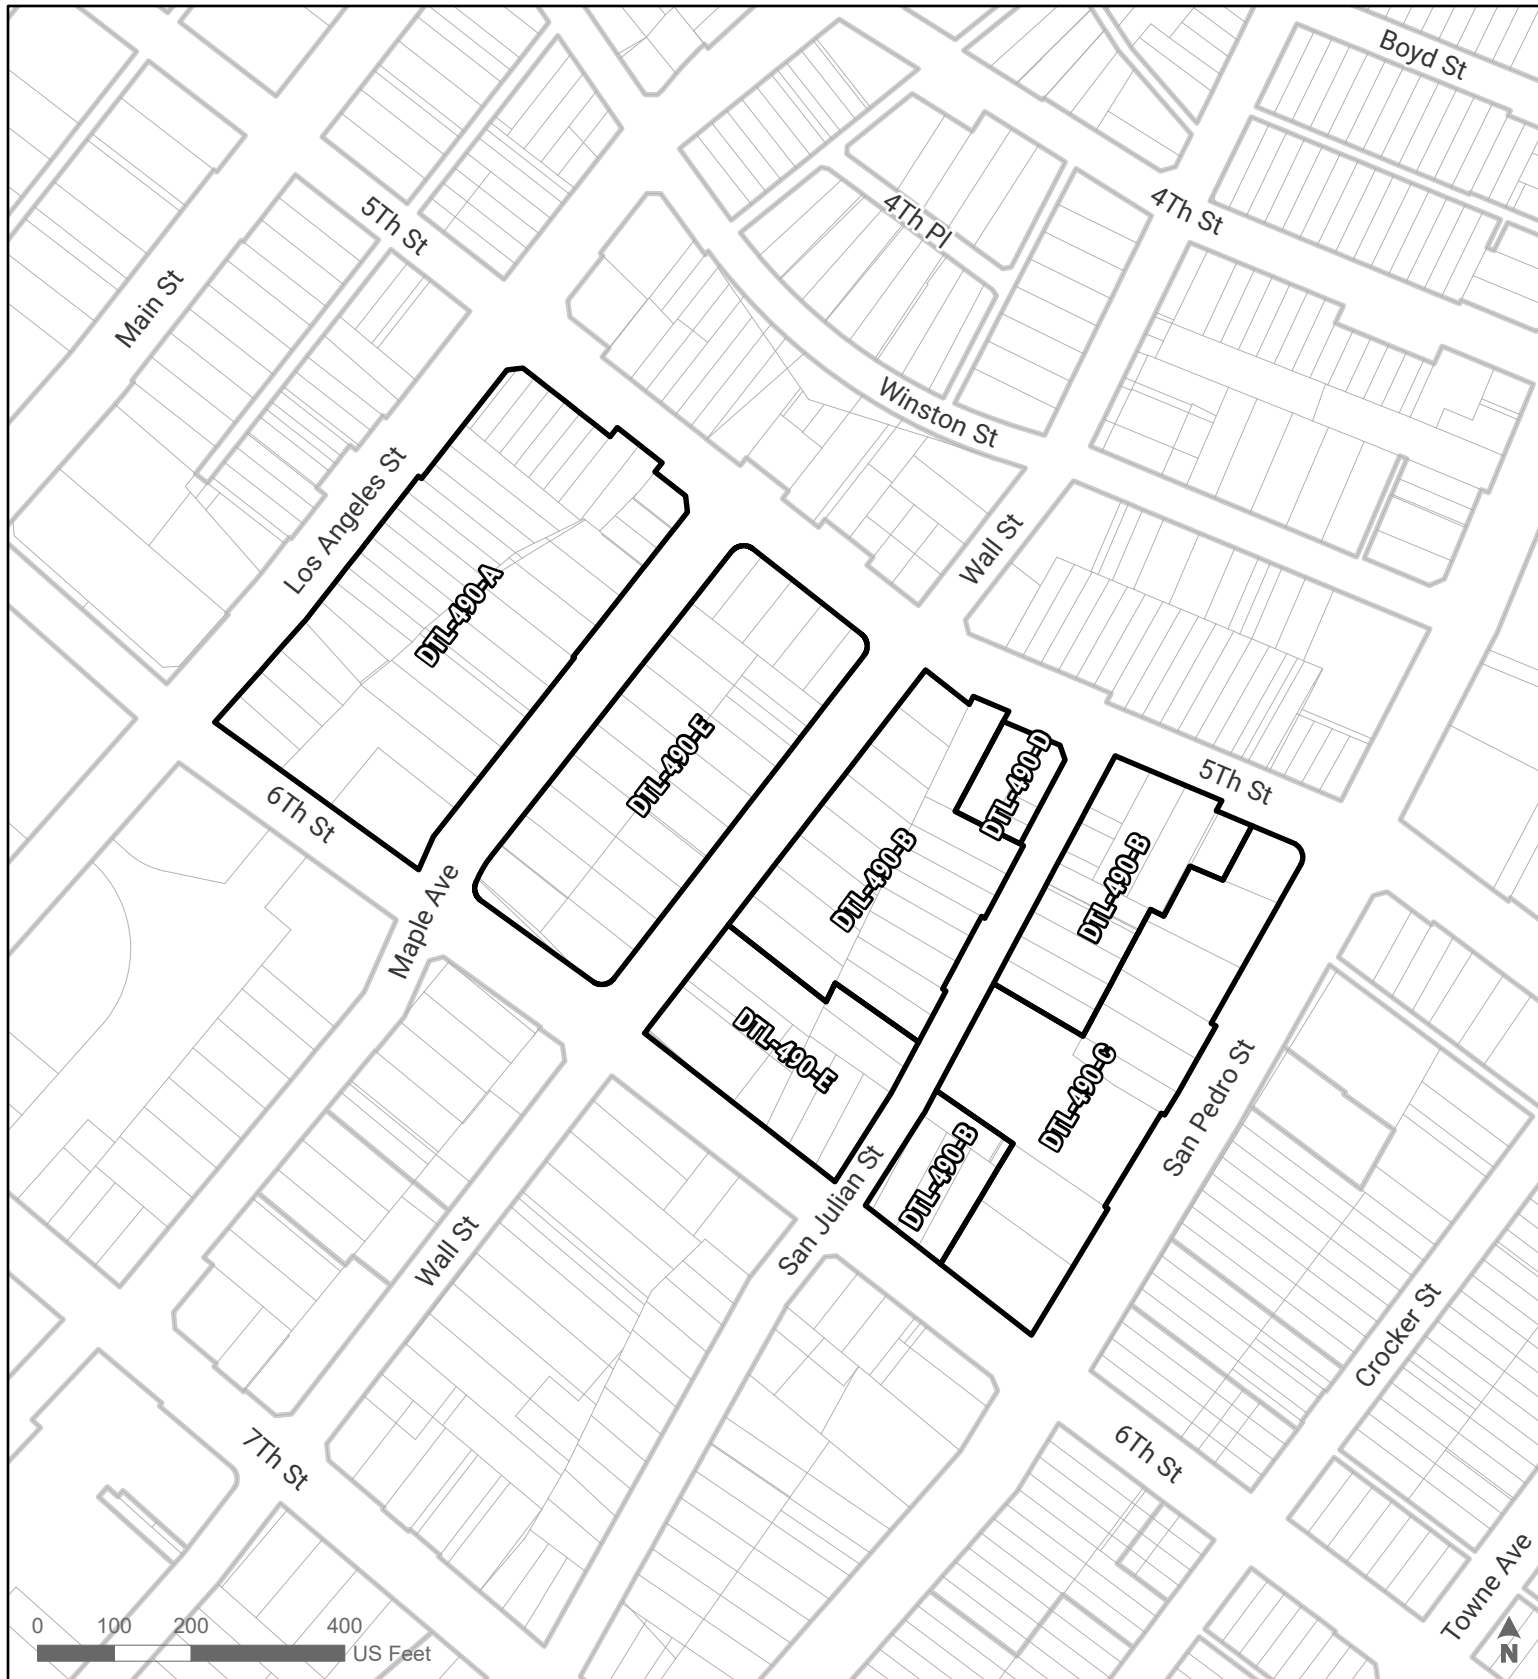 Boyd St
4Th St
4Th Pl
5Th St
Main St
Winston St
Los Angeles St
Wall St
DTL-490-A
DTL-490-E
DTL-490-D
5Th St
6Th St
DTL-490-B
DTL-490-B
Maple Ave
DTL-490-E
DTL-490-C
San Pedro St
DTL-490-B
San Julian St
Wall St
Crocker St
7Th St
6Th St
Towne Ave
0 100 200 400
US Feet
N